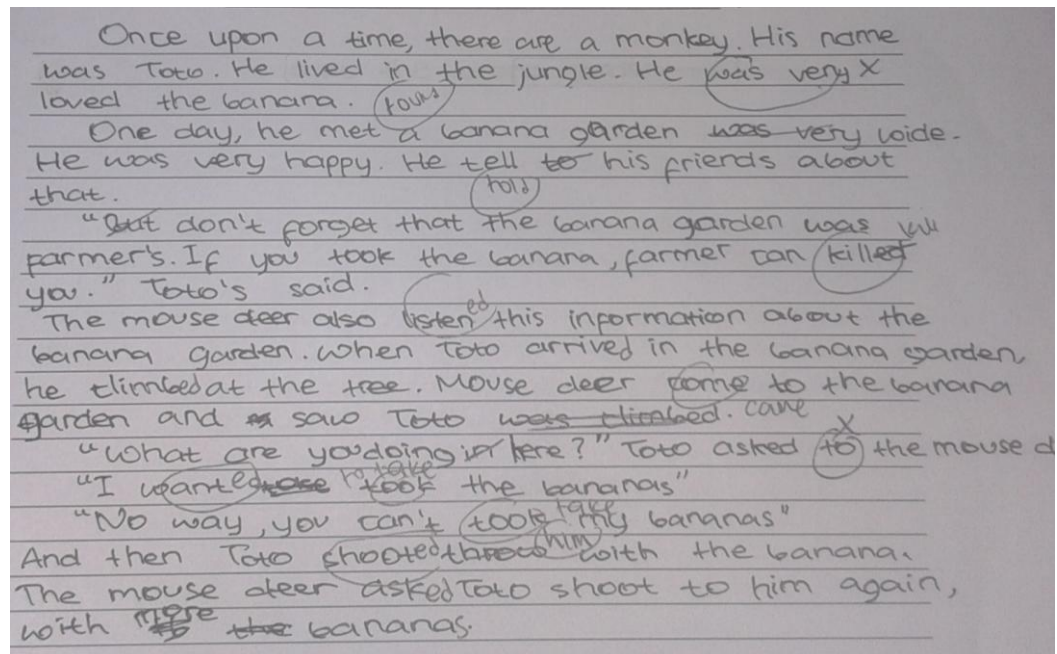 Once upon a time, there are a monkey. His name
was Toto. He lived in the jungle. He was very X
loved the banana. found
One day, he met a banana garden was very wide.
He was very happy. He tell to his friends about
that. told
"But don't forget that the banana garden was
farmer's. If you took the banana, farmer can killed
you." Toto's said.
The mouse deer also listened this information about the
banana garden. When Toto arrived in the banana garden,
he climbed at the tree. Mouse deer come to the banana
garden and saw Toto was climbed. came
"What are you doing in here?" Toto asked to X the mouse d
"I wanted to take took the bananas"
"No way, you can't took take my bananas"
And then Toto shooted throw him with the banana.
The mouse deer asked Toto shoot to him again,
with more the bananas.